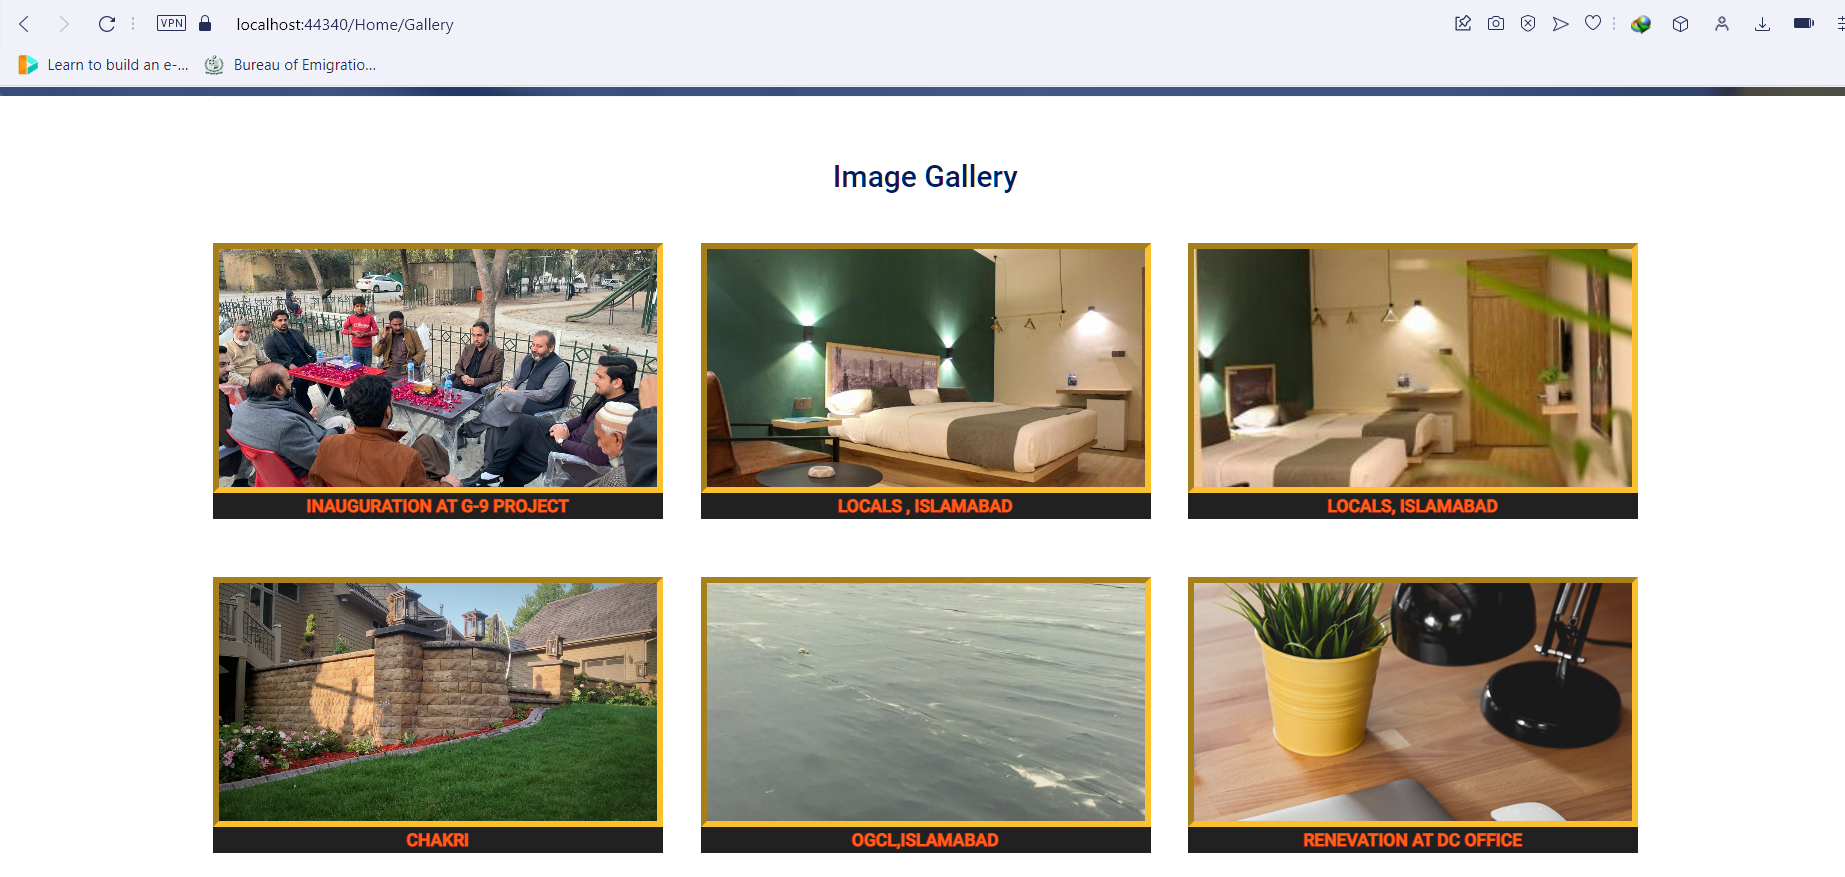 VPN localhost:44340/Home/Gallery
Learn to build an e-... Bureau of Emigratio...
Image Gallery
INAUGURATION AT G-9 PROJECT
LOCALS , ISLAMABAD
LOCALS, ISLAMABAD
CHAKRI
OGCL,ISLAMABAD
RENEVATION AT DC OFFICE